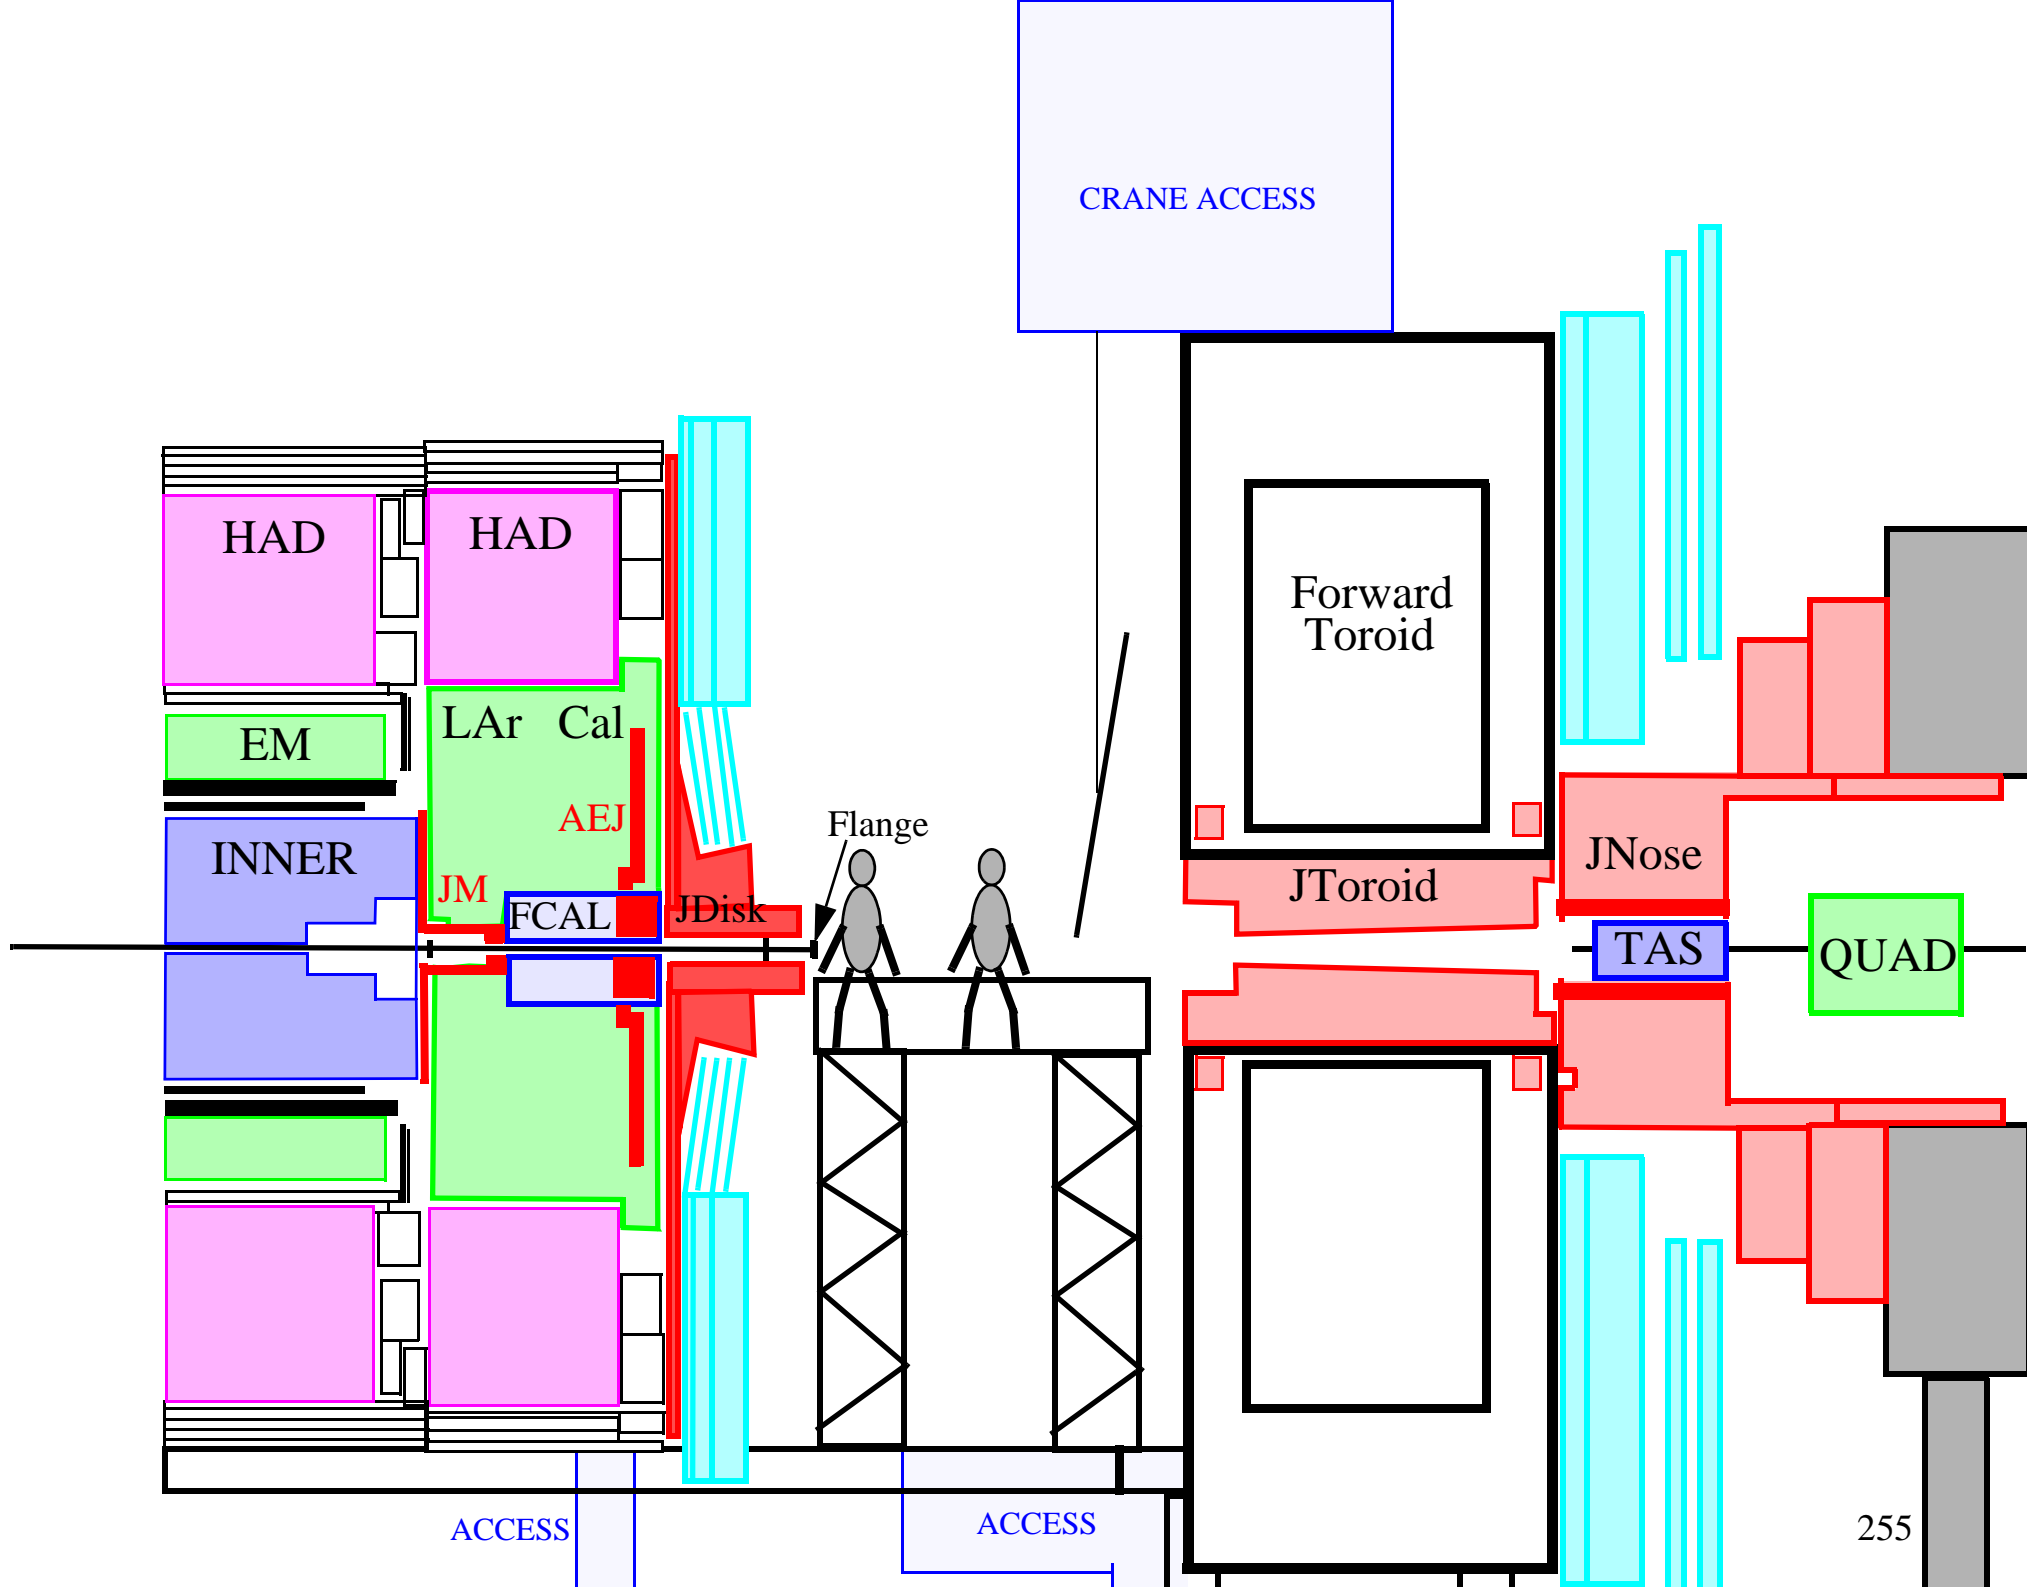 CRANE ACCESS
HAD
HAD
Forward
Toroid
LAr Cal
EM
AEJ
Flange
INNER
JM
FCAL
JDisk
JToroid
JNose
TAS
QUAD
ACCESS
ACCESS
255